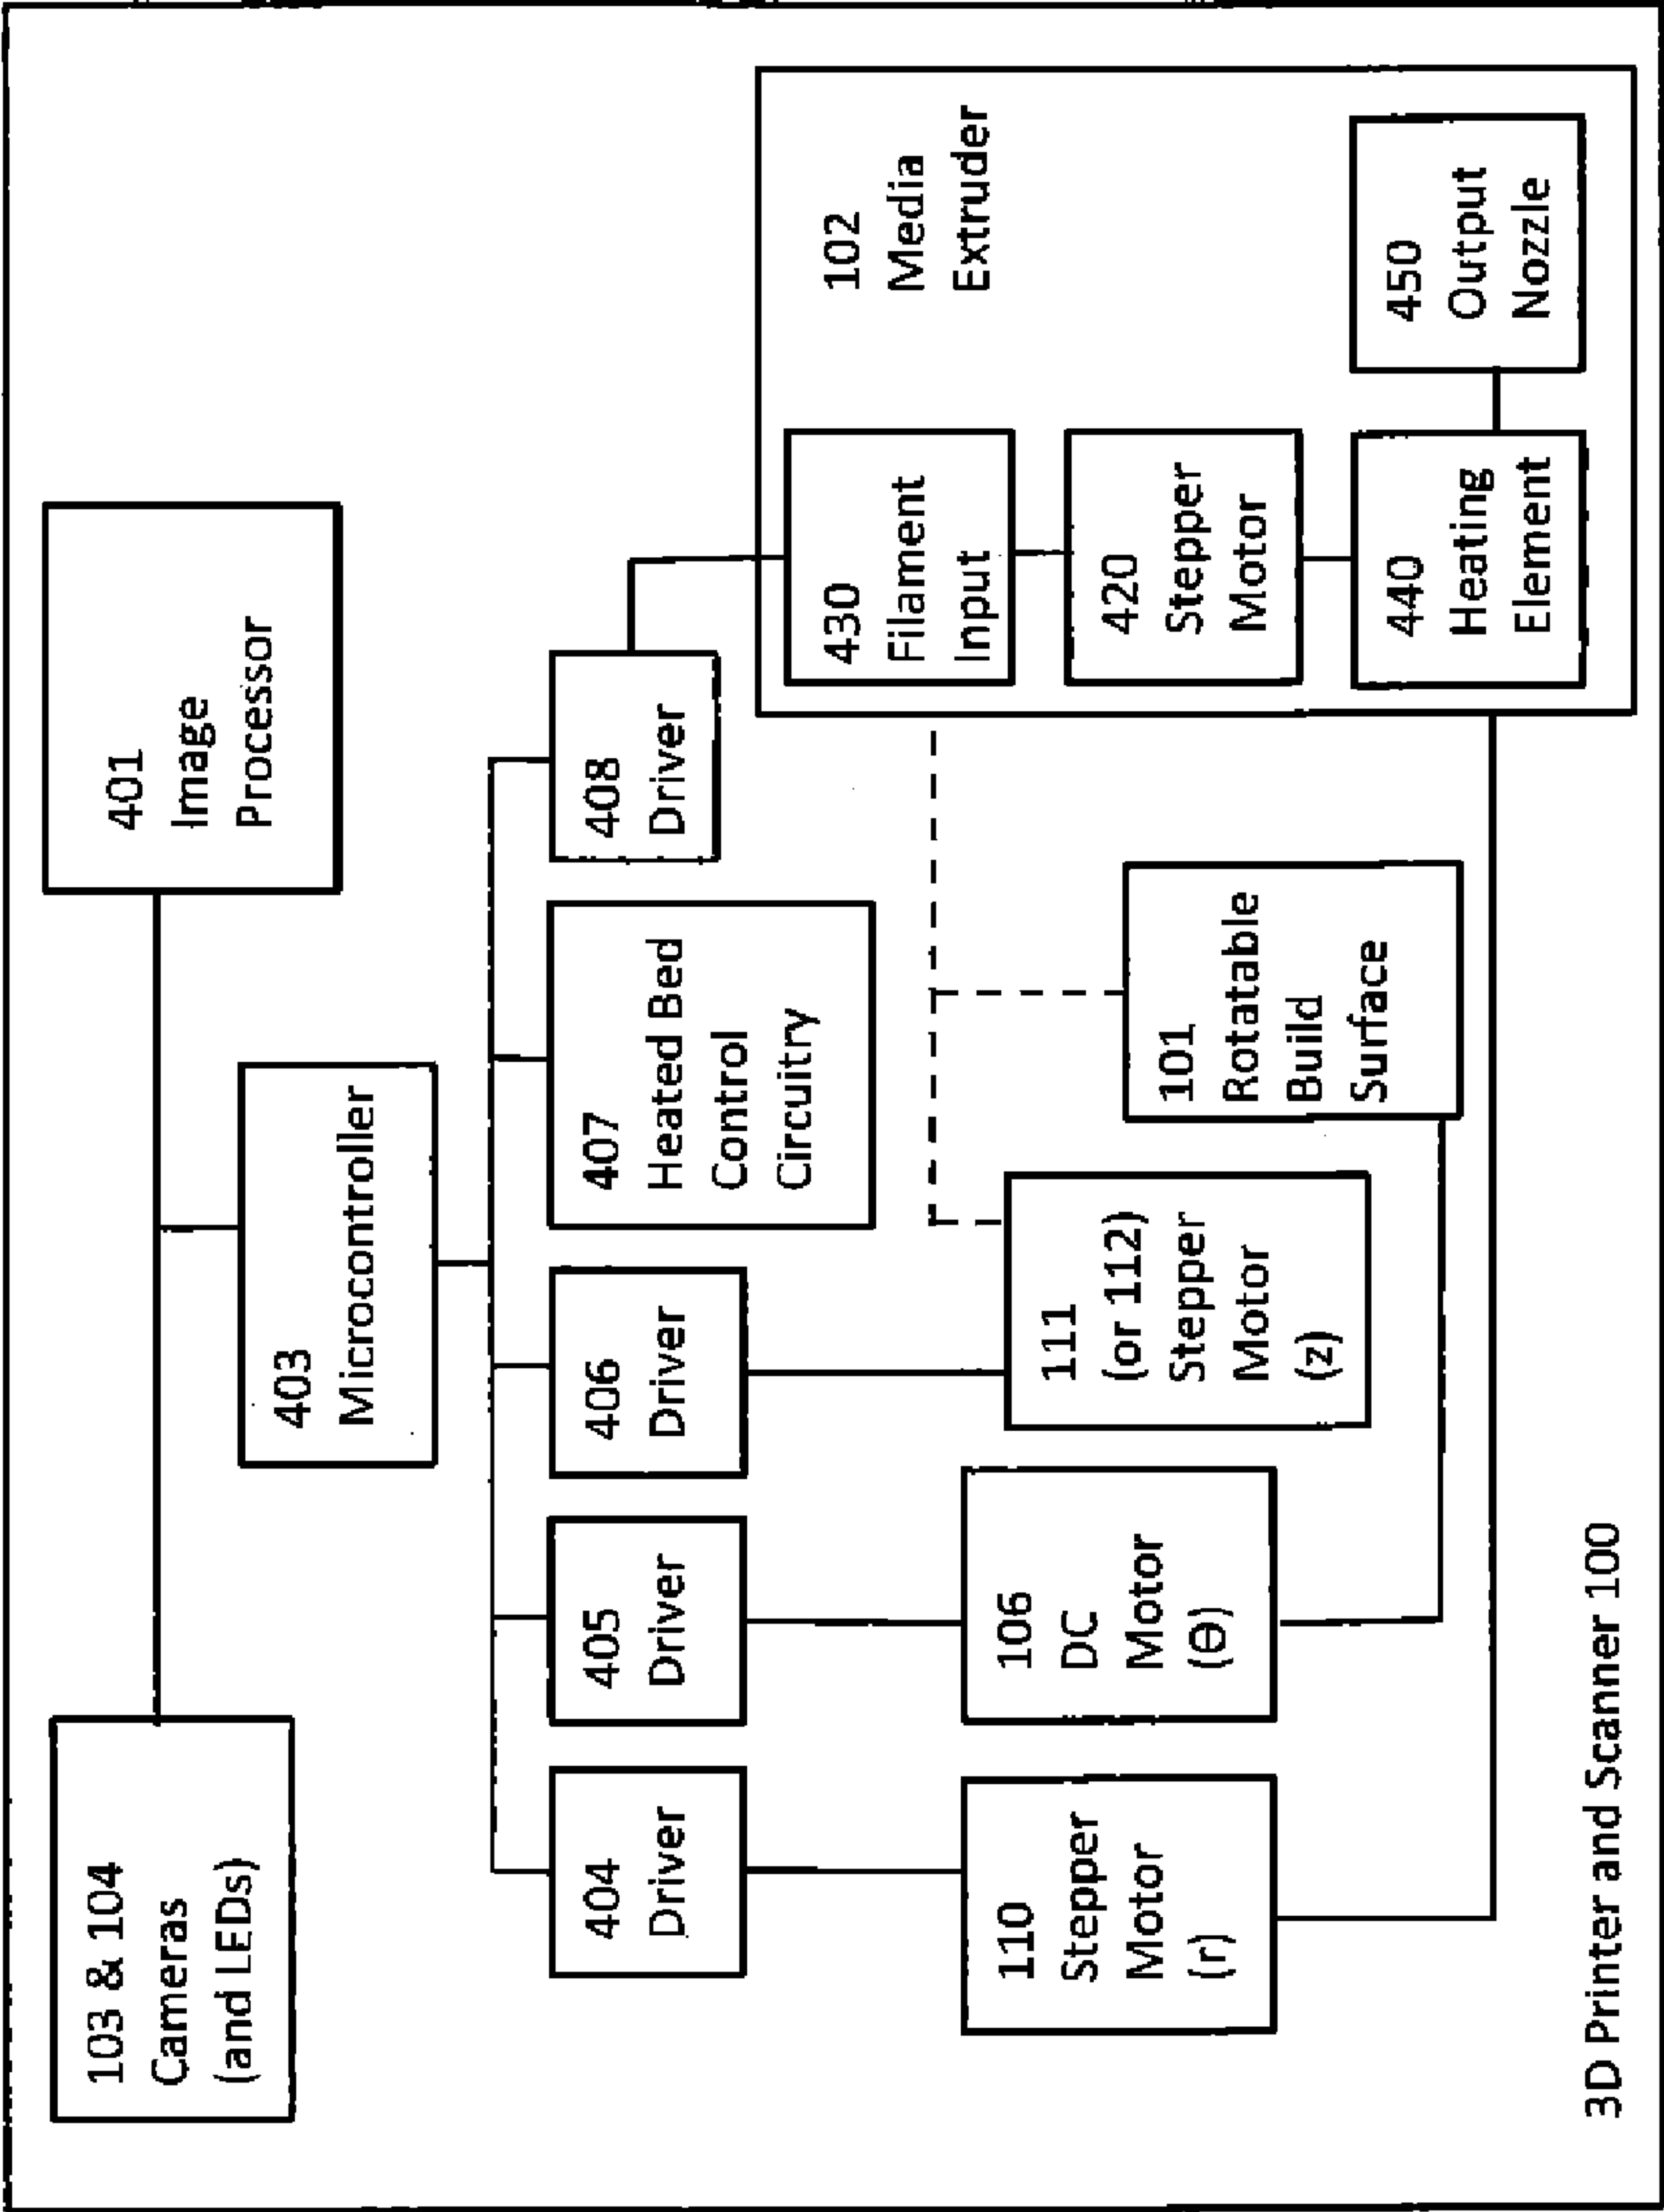 103 & 104
Cameras
(and LEDs)
401
Image
Processor
403
Microcontroller
404
Driver
405
Driver
406
Driver
407
Heated Bed
Control
Circuitry
408
Driver
110
Stepper
Motor
(r)
106
DC
Motor
(Θ)
111
(or 112)
Stepper
Motor
(z)
101
Rotatable
Build
Surface
102
Media
Extruder
430
Filament
Input
420
Stepper
Motor
440
Heating
Element
450
Output
Nozzle
3D Printer and Scanner 100